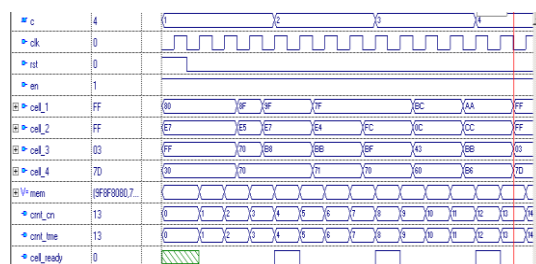 c 4 1 2 3 4
clk 0
rst 0
en 1
cell_1 FF 80 8F 9F 7F BC AA FF
cell_2 FF E7 E5 E7 E4 FC 0C CC FF
cell_3 03 FF 70 B8 BB BF 43 BB 03
cell_4 7D 30 70 71 70 60 B6 7D
mem (9F8F8080,7...
crnt_cn 13 0 1 2 3 4 5 6 7 8 9 10 11 12 13 14
crnt_tme 13 0 1 2 3 4 5 6 7 8 9 10 11 12 13 14
cell_ready 0